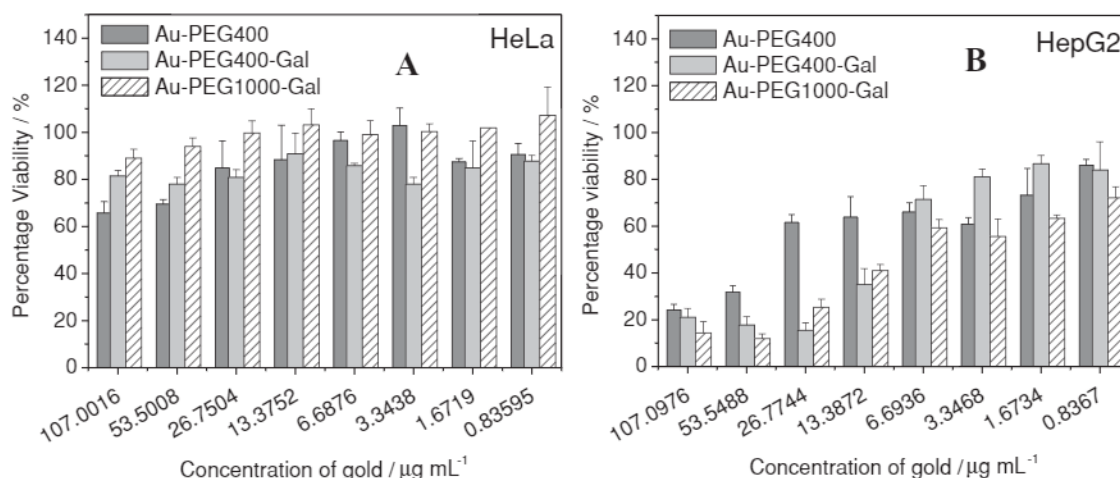 140
120
100
80
60
40
20
0
Percentage Viability / %
Au-PEG400
Au-PEG400-Gal
Au-PEG1000-Gal
A
HeLa
107.0016
53.5008
26.7504
13.3752
6.6876
3.3438
1.6719
0.83595
Concentration of gold / µg mL-1
140
120
100
80
60
40
20
0
Percentage viability / %
Au-PEG400
Au-PEG400-Gal
Au-PEG1000-Gal
B
HepG2
107.0976
53.5488
26.7744
13.3872
6.6936
3.3468
1.6734
0.8367
Concentration of gold / µg mL-1